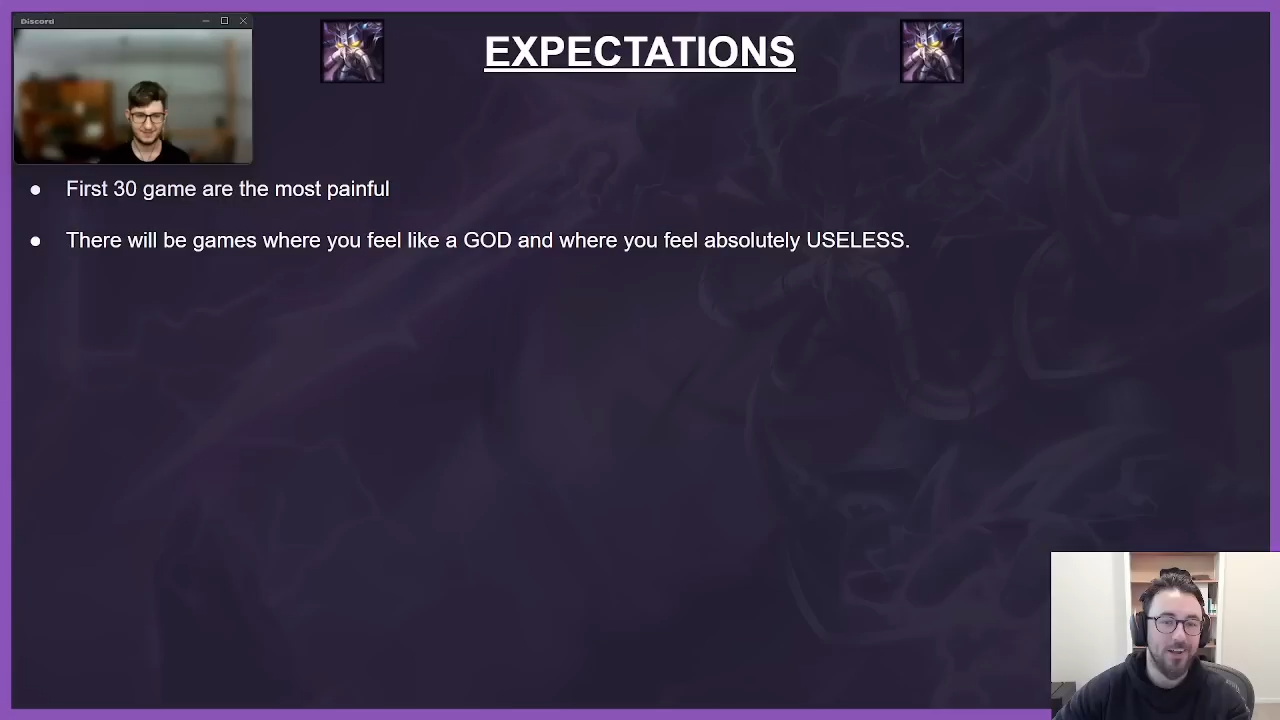 Discord
EXPECTATIONS
First 30 game are the most painful
There will be games where you feel like a GOD and where you feel absolutely USELESS.